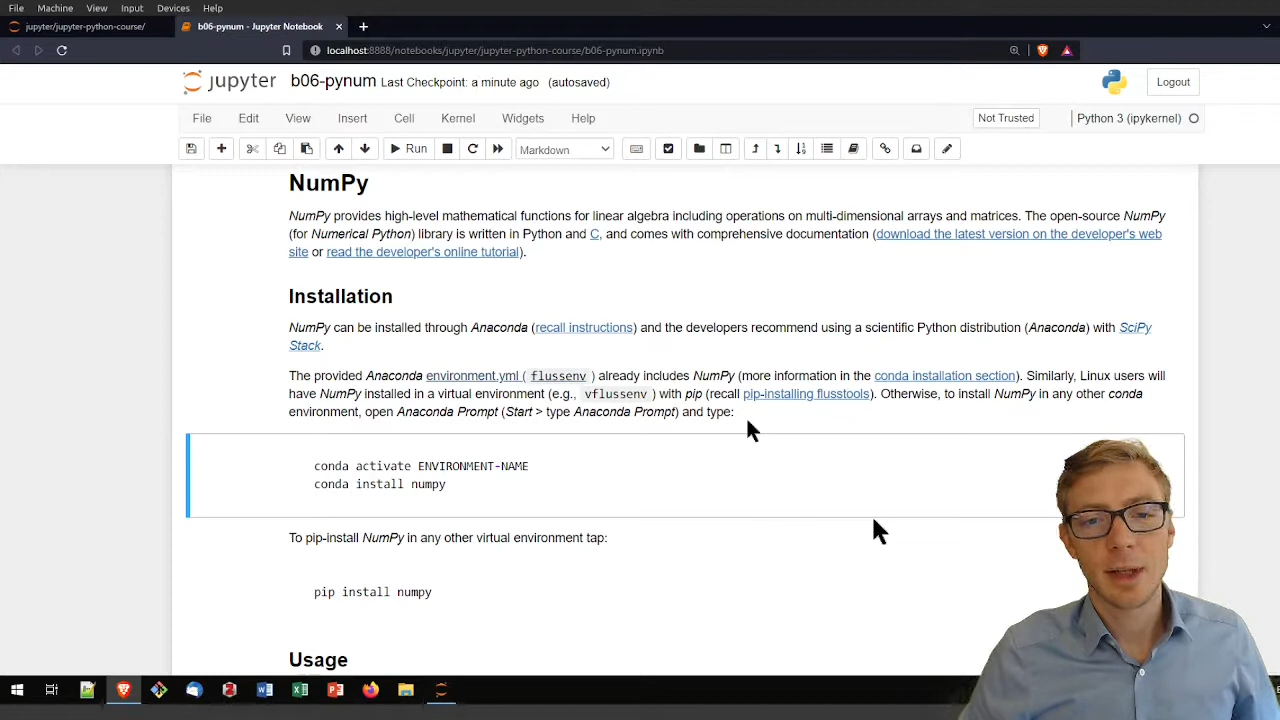 File Machine View Input Devices Help
jupyter/jupyter-python-course/
b06-pynum - Jupyter Notebook
localhost:8888/notebooks/jupyter/jupyter-python-course/b06-pynum.ipynb
jupyter b06-pynum Last Checkpoint: a minute ago (autosaved)
Logout
File Edit View Insert Cell Kernel Widgets Help
Not Trusted
Python 3 (ipykernel)
Run
Markdown
NumPy
NumPy provides high-level mathematical functions for linear algebra including operations on multi-dimensional arrays and matrices. The open-source NumPy
(for Numerical Python) library is written in Python and C, and comes with comprehensive documentation (download the latest version on the developer's web
site or read the developer's online tutorial).
Installation
NumPy can be installed through Anaconda (recall instructions) and the developers recommend using a scientific Python distribution (Anaconda) with SciPy
Stack.
The provided Anaconda environment.yml ( flussenv ) already includes NumPy (more information in the conda installation section). Similarly, Linux users will
have NumPy installed in a virtual environment (e.g., vflussenv ) with pip (recall pip-installing flusstools). Otherwise, to install NumPy in any other conda
environment, open Anaconda Prompt (Start > type Anaconda Prompt) and type:
conda activate ENVIRONMENT-NAME
conda install numpy
To pip-install NumPy in any other virtual environment tap:
pip install numpy
Usage